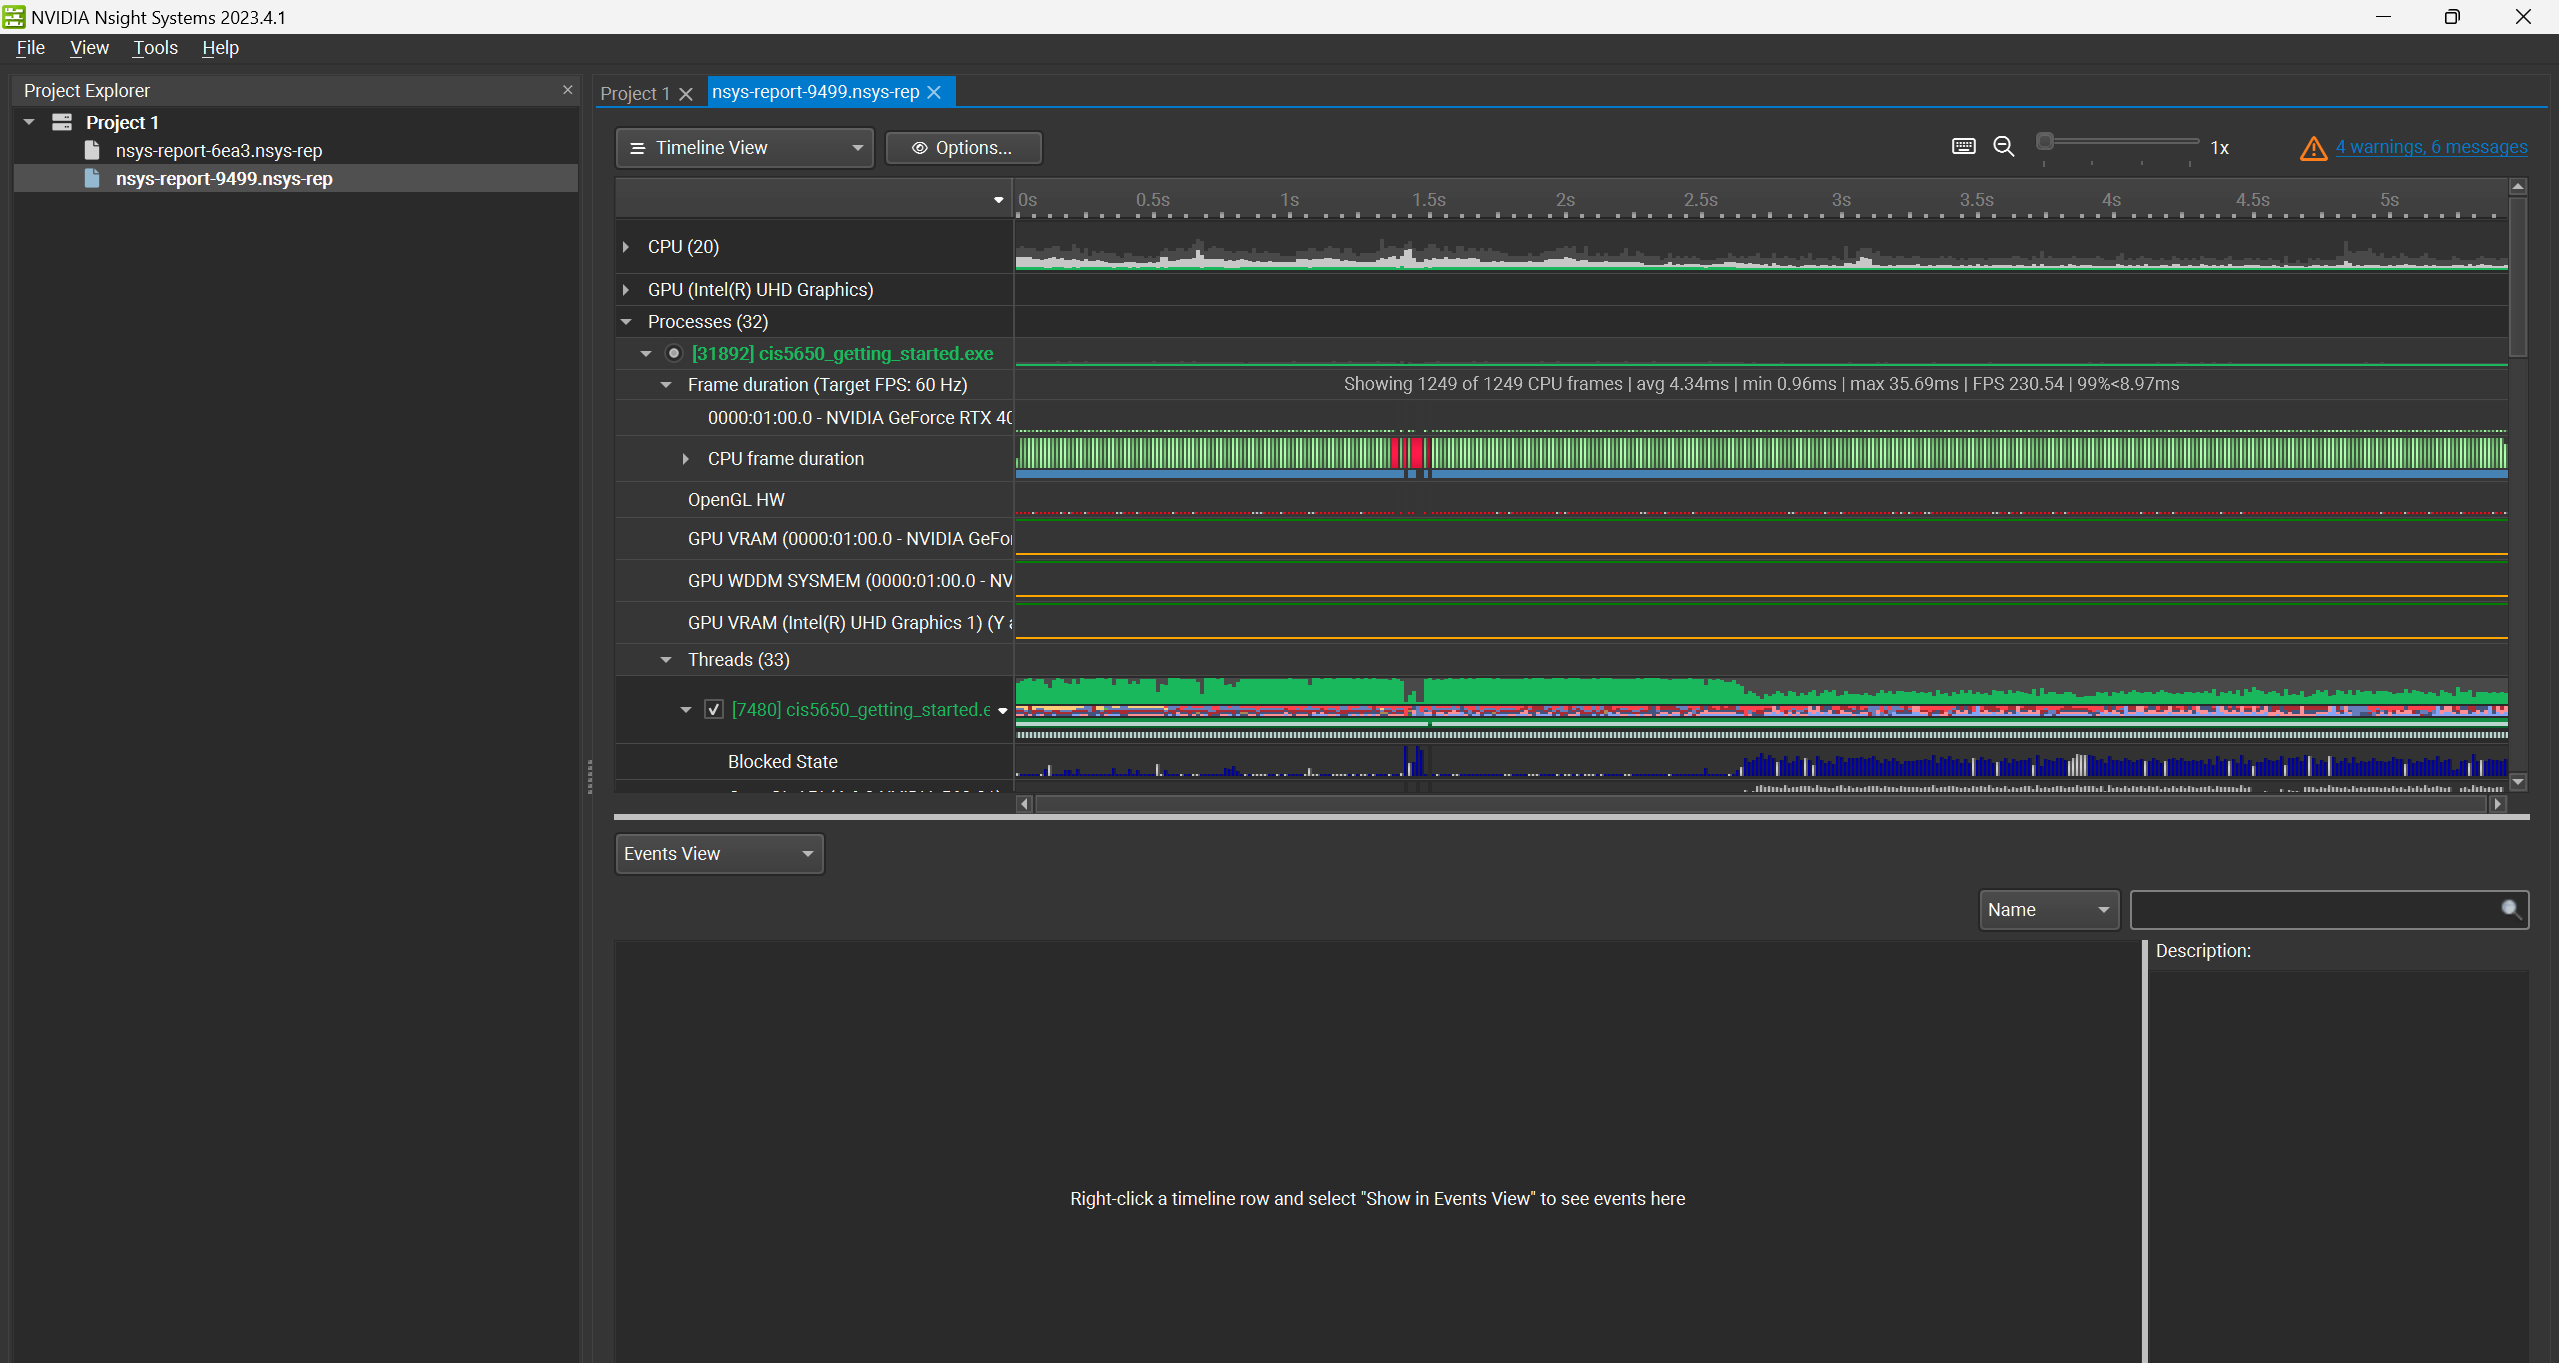 NVIDIA Nsight Systems 2023.4.1
File View Tools Help
Project Explorer
Project 1
nsys-report-6ea3.nsys-rep
nsys-report-9499.nsys-rep
Project 1 nsys-report-9499.nsys-rep
Timeline View Options... 1x 4 warnings, 6 messages
0s 0.5s 1s 1.5s 2s 2.5s 3s 3.5s 4s 4.5s 5s
CPU (20)
GPU (Intel(R) UHD Graphics)
Processes (32)
[31892] cis5650_getting_started.exe
Frame duration (Target FPS: 60 Hz) Showing 1249 of 1249 CPU frames | avg 4.34ms | min 0.96ms | max 35.69ms | FPS 230.54 | 99%<8.97ms
0000:01:00.0 - NVIDIA GeForce RTX 40
CPU frame duration
OpenGL HW
GPU VRAM (0000:01:00.0 - NVIDIA GeFo
GPU WDDM SYSMEM (0000:01:00.0 - NV
GPU VRAM (Intel(R) UHD Graphics 1) (Y
Threads (33)
[7480] cis5650_getting_started.e
Blocked State
Events View
Name
Description:
Right-click a timeline row and select "Show in Events View" to see events here